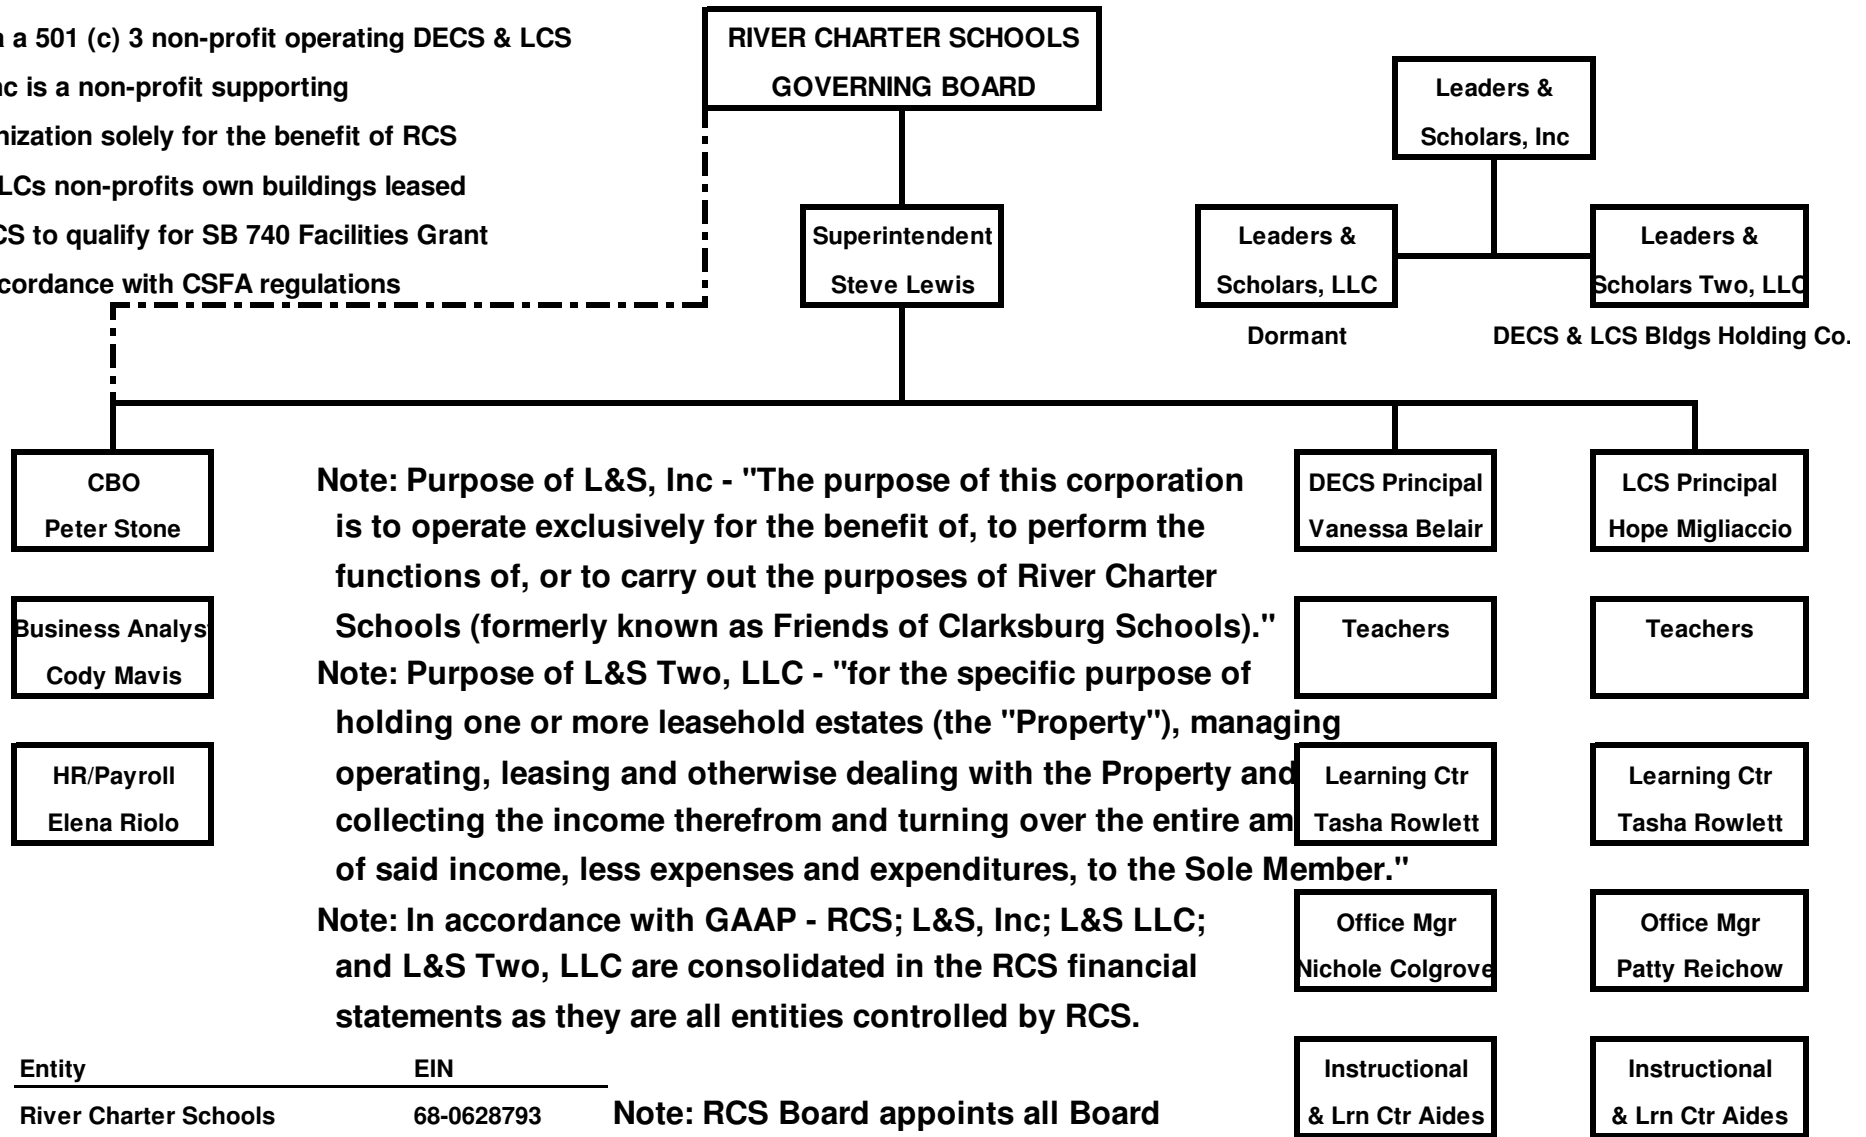 a 501 (c) 3 non-profit operating DECS & LCS
is a non-profit supporting
solely for the benefit of RCS
non-profits own buildings leased
to qualify for SB 740 Facilities Grant
with CSFA regulations
RIVER CHARTER SCHOOLS
GOVERNING BOARD
Leaders &
Scholars, Inc
Superintendent
Steve Lewis
Leaders &
Scholars, LLC
Dormant
Leaders &
Scholars Two, LLC
DECS & LCS Bldgs Holding Co.
CBO
Peter Stone
Business Analyst
Cody Mavis
HR/Payroll
Elena Riolo
Note: Purpose of L&S, Inc - "The purpose of this corporation
is to operate exclusively for the benefit of, to perform the
functions of, or to carry out the purposes of River Charter
Schools (formerly known as Friends of Clarksburg Schools)."
Note: Purpose of L&S Two, LLC - "for the specific purpose of
holding one or more leasehold estates (the "Property"), managing
operating, leasing and otherwise dealing with the Property and
collecting the income therefrom and turning over the entire am
of said income, less expenses and expenditures, to the Sole Member."
Note: In accordance with GAAP - RCS; L&S, Inc; L&S LLC;
and L&S Two, LLC are consolidated in the RCS financial
statements as they are all entities controlled by RCS.
DECS Principal
Vanessa Belair
Teachers
Learning Ctr
Tasha Rowlett
Office Mgr
Nichole Colgrove
Instructional
& Lrn Ctr Aides
LCS Principal
Hope Migliaccio
Teachers
Learning Ctr
Tasha Rowlett
Office Mgr
Patty Reichow
Instructional
& Lrn Ctr Aides
Entity EIN
River Charter Schools 68-0628793
Note: RCS Board appoints all Board